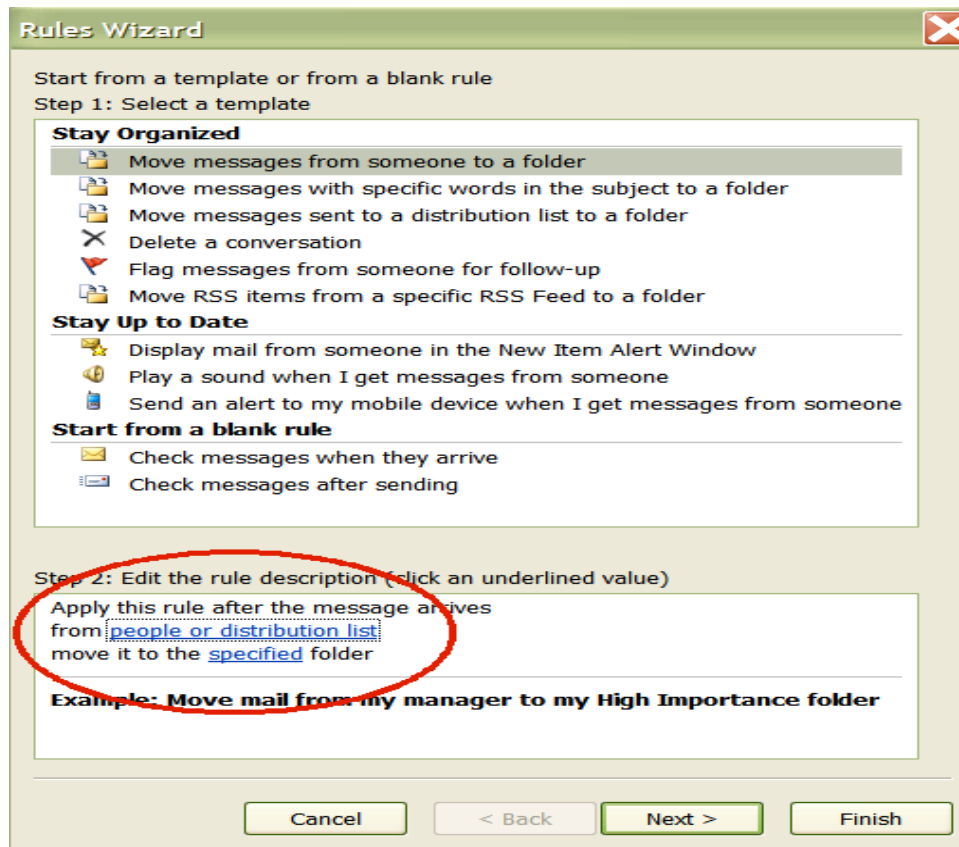 Rules Wizard
Start from a template or from a blank rule
Step 1: Select a template
Stay Organized
Move messages from someone to a folder
Move messages with specific words in the subject to a folder
Move messages sent to a distribution list to a folder
Delete a conversation
Flag messages from someone for follow-up
Move RSS items from a specific RSS Feed to a folder
Stay Up to Date
Display mail from someone in the New Item Alert Window
Play a sound when I get messages from someone
Send an alert to my mobile device when I get messages from someone
Start from a blank rule
Check messages when they arrive
Check messages after sending
Step 2: Edit the rule description (click an underlined value)
Apply this rule after the message arrives
from people or distribution list
move it to the specified folder
Example: Move mail from my manager to my High Importance folder
Cancel
< Back
Next >
Finish